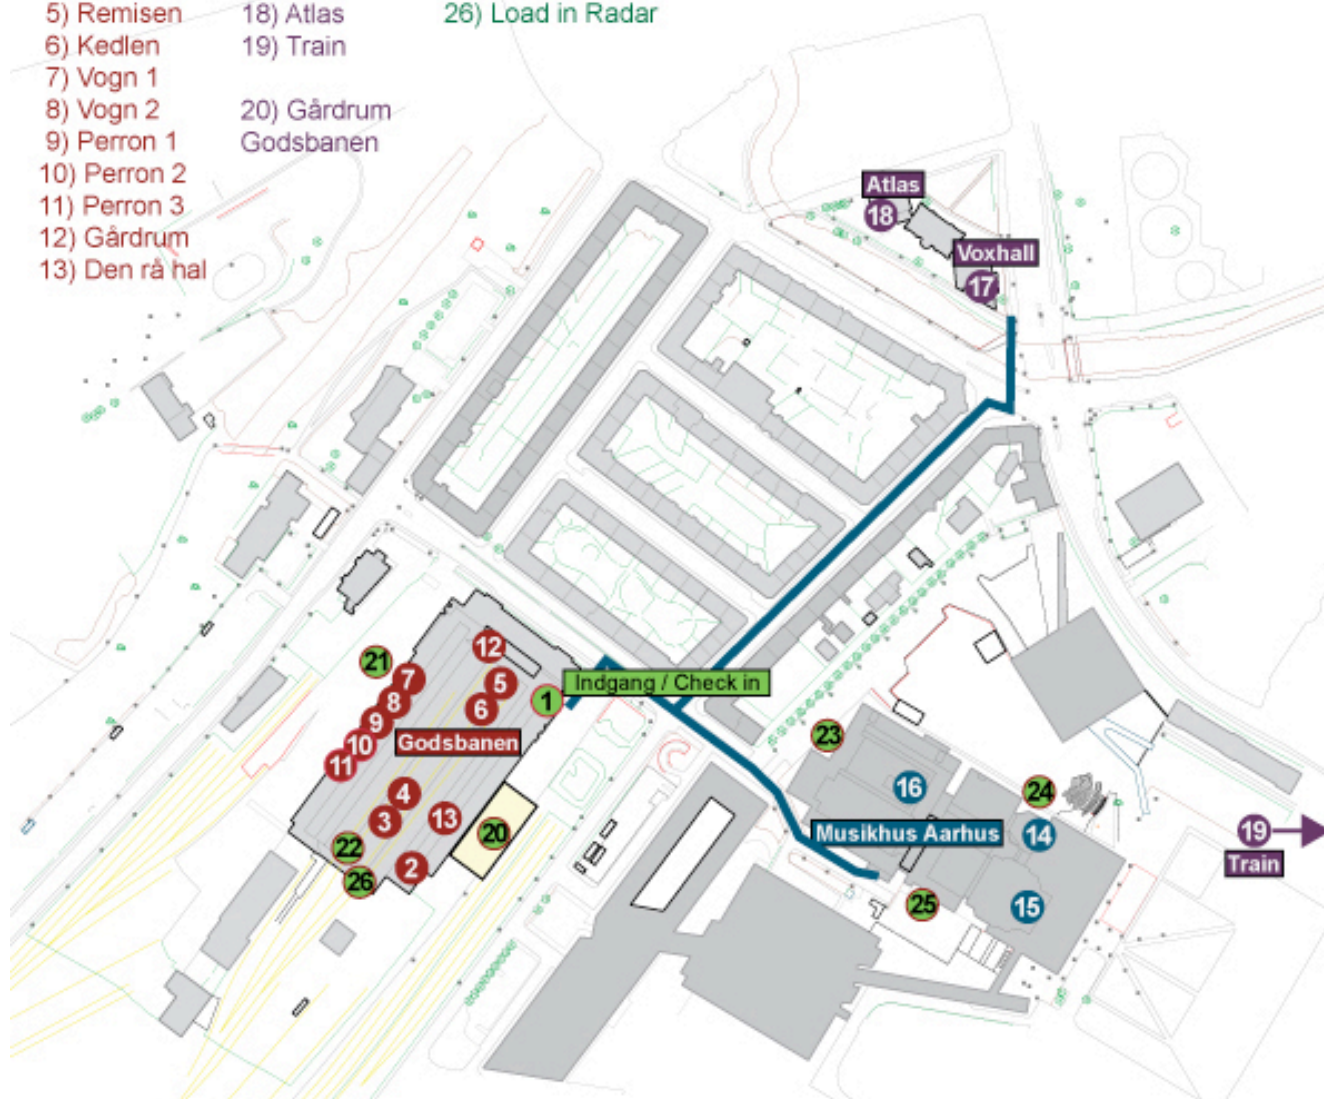 5) Remisen
6) Kedlen
7) Vogn 1
8) Vogn 2
9) Perron 1
10) Perron 2
11) Perron 3
12) Gårdrum
13) Den rå hal
18) Atlas
19) Train
20) Gårdrum
Godsbanen
26) Load in Radar
Atlas
18
Voxhall
17
21
12
7
5
1
Indgang / Check in
8
6
9
10
Godsbanen
11
4
3
13
20
22
2
26
23
16
24
Musikhus Aarhus
14
19
Train
25
15